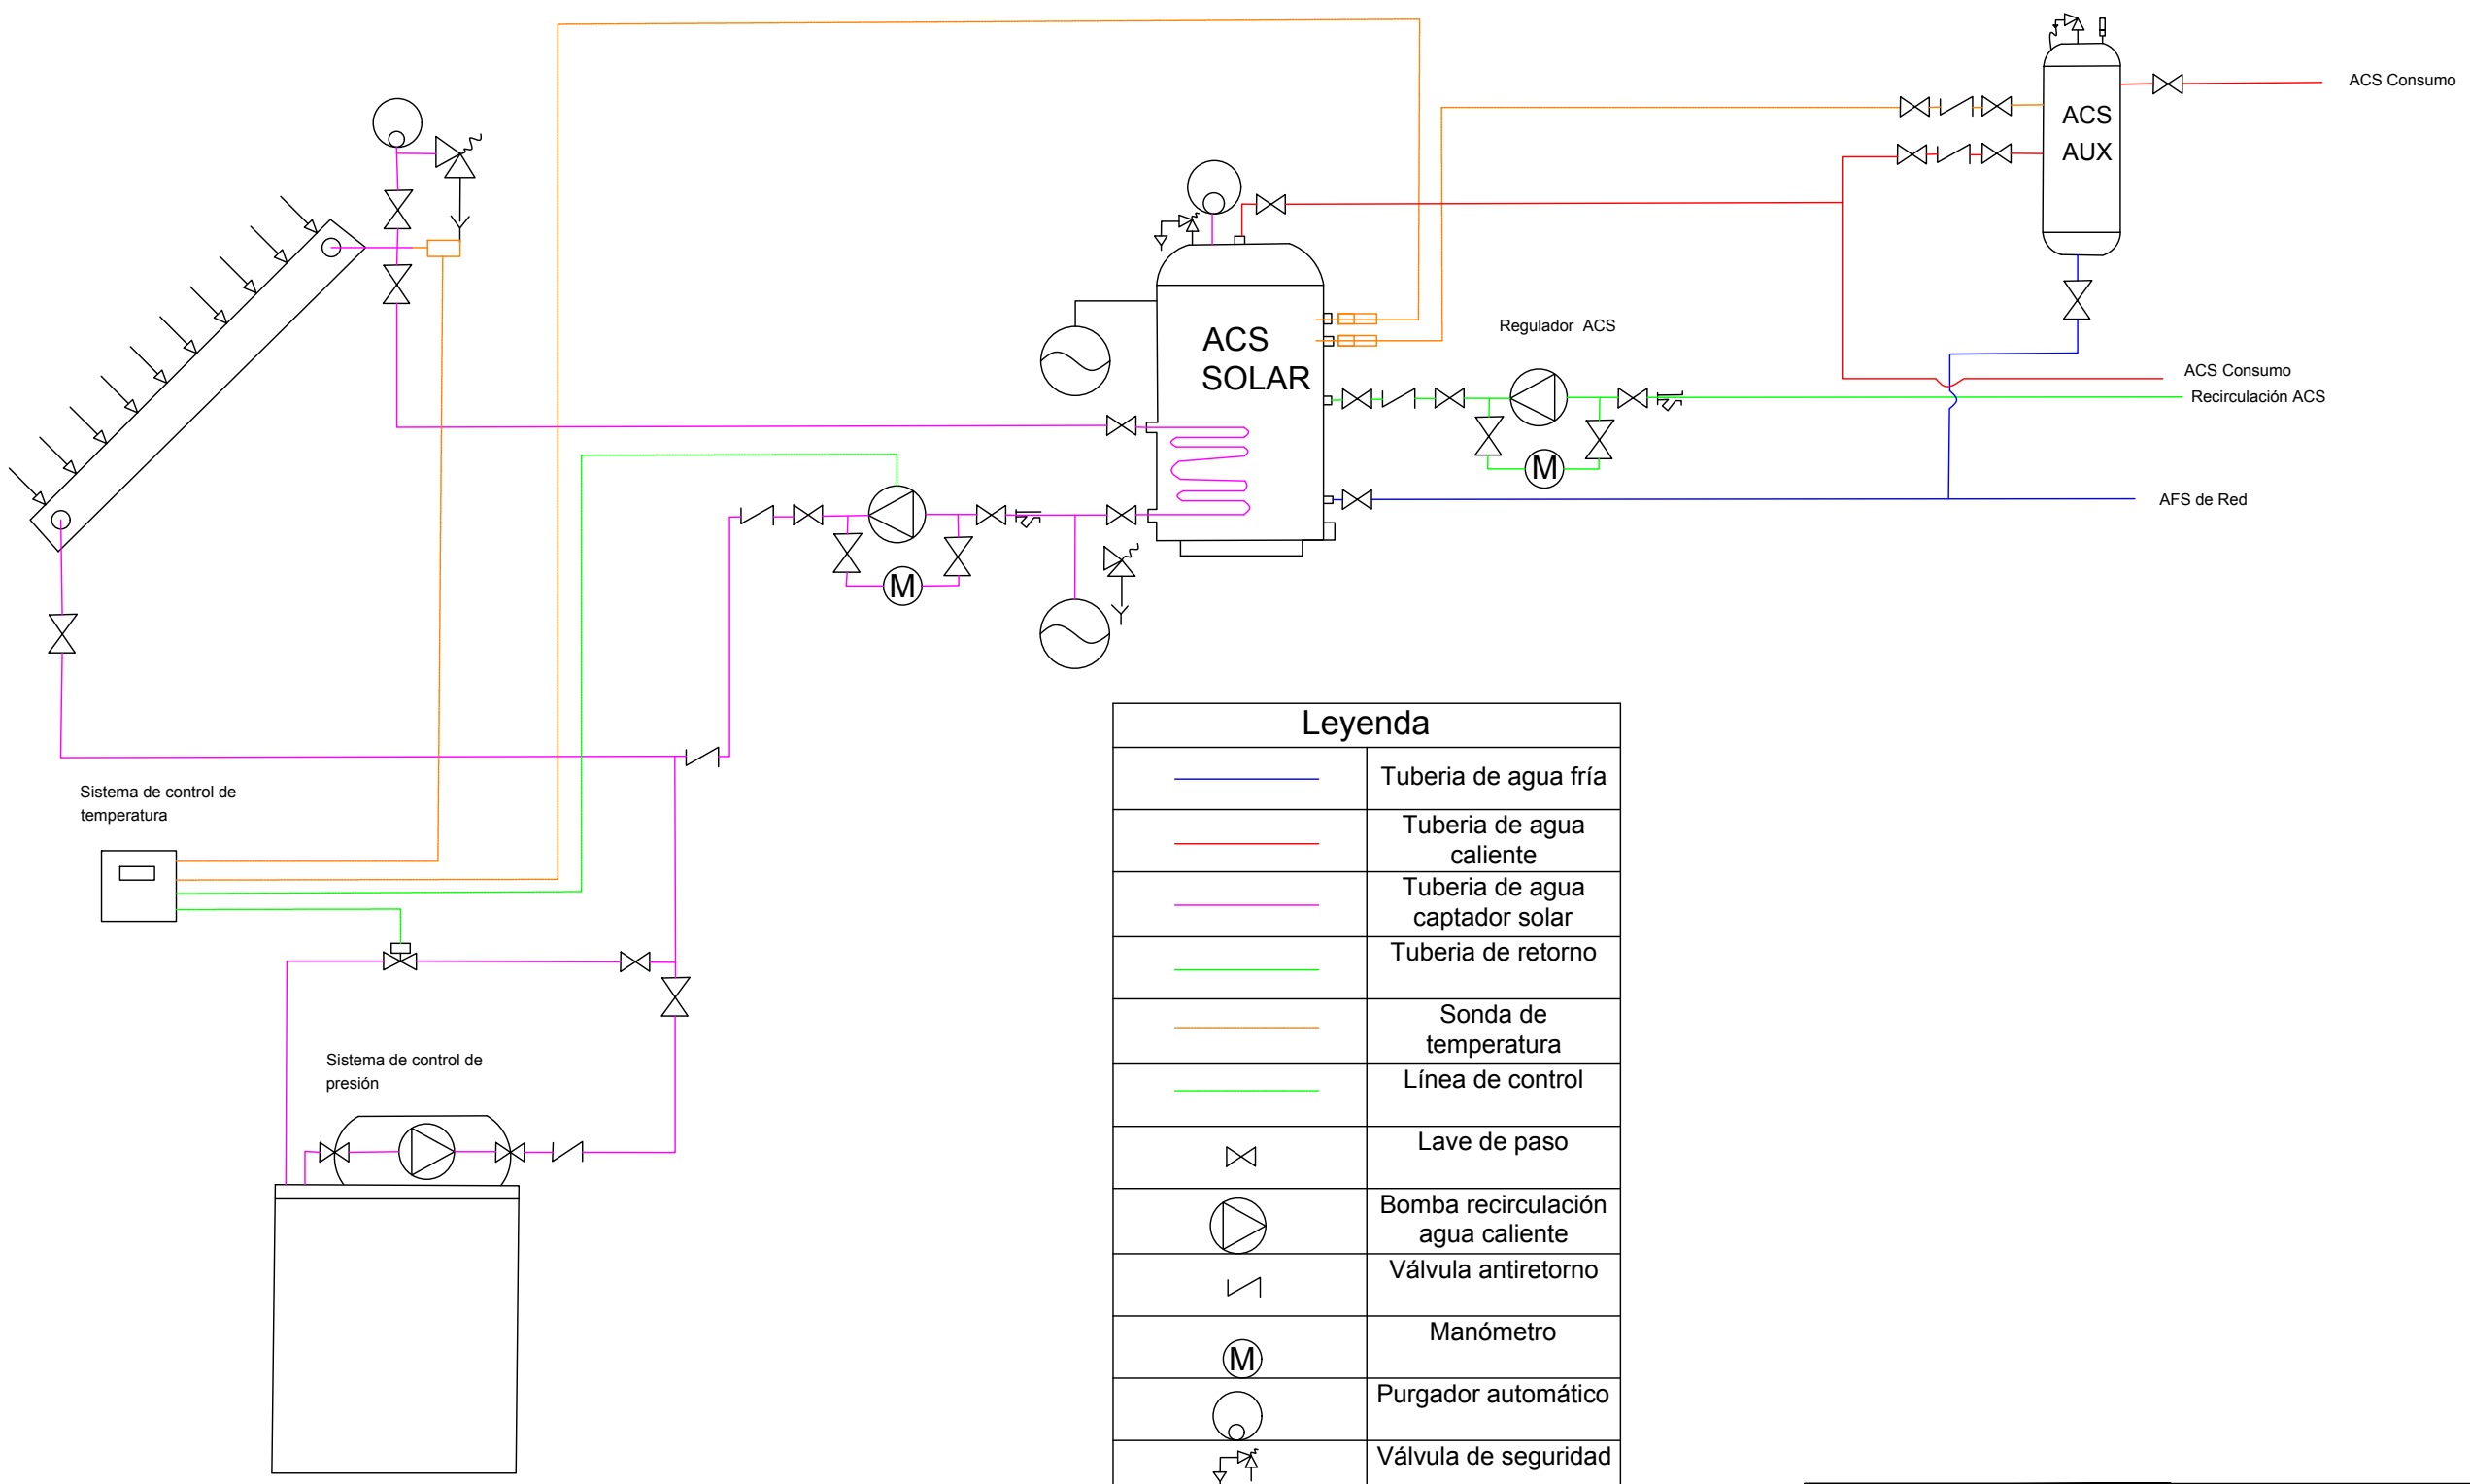 ACS Consumo
ACS
AUX
Regulador ACS
ACS
SOLAR
ACS Consumo
Recirculación ACS
AFS de Red
M
M
Sistema de control de
temperatura
Sistema de control de
presión
Leyenda
Tuberia de agua fría
Tuberia de agua
caliente
Tuberia de agua
captador solar
Tuberia de retorno
Sonda de
temperatura
Línea de control
Lave de paso
Bomba recirculación
agua caliente
Válvula antiretorno
M
Manómetro
Purgador automático
Válvula de seguridad